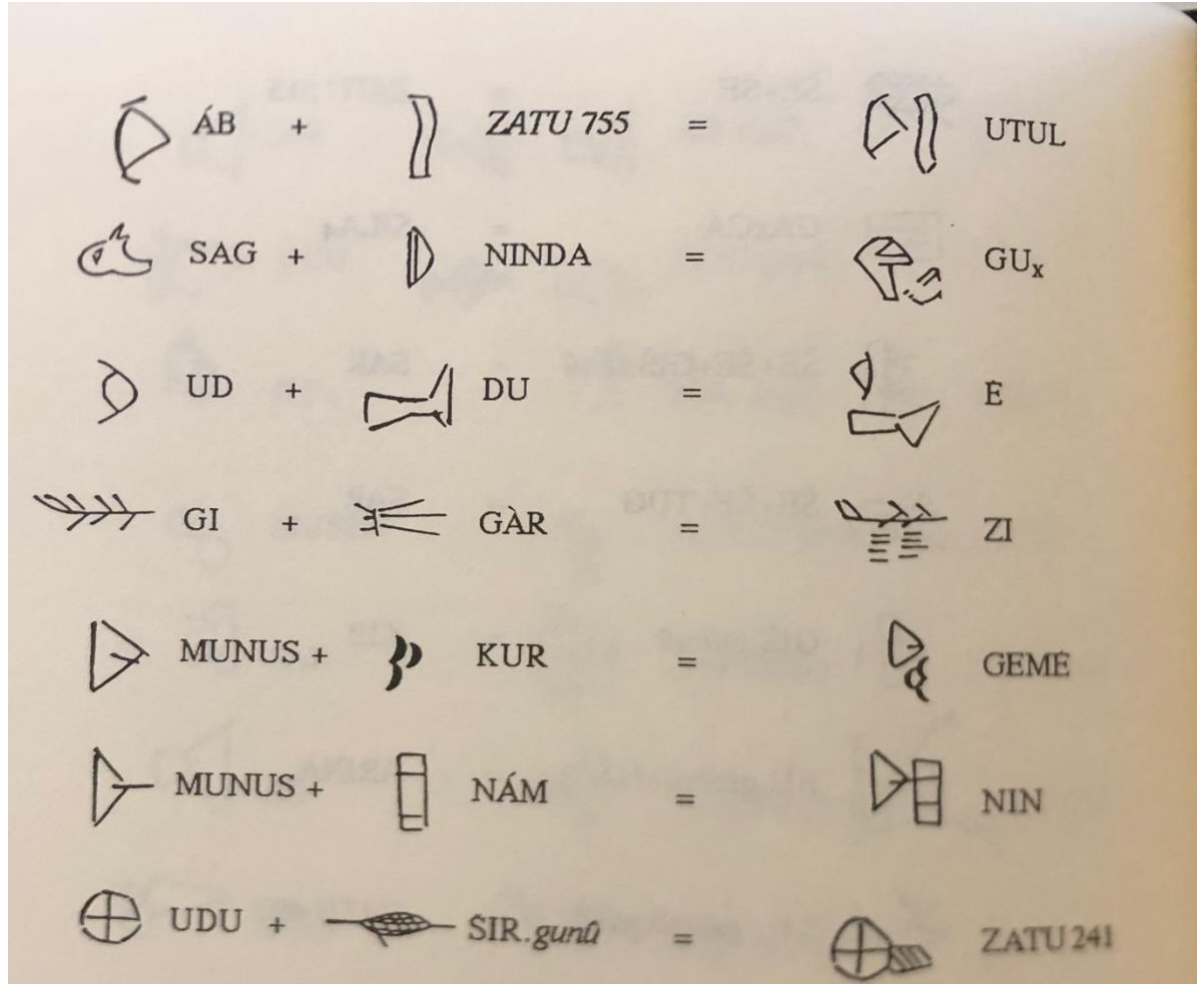 ÁB + ZATU 755 = UTUL
SAG + NINDA = GUₓ
UD + DU = È
GI + GÀR = ZI
MUNUS + KUR = GEMÉ
MUNUS + NÁM = NIN
UDU + ŠIR.gunû = ZATU 241